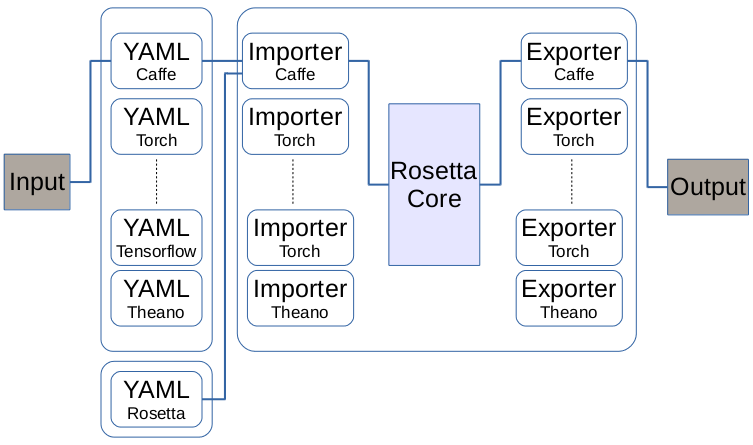 Input
YAML
Caffe
YAML
Torch
YAML
Tensorflow
YAML
Theano
YAML
Rosetta
Importer
Caffe
Importer
Torch
Importer
Torch
Importer
Theano
Rosetta
Core
Exporter
Caffe
Exporter
Torch
Exporter
Torch
Exporter
Theano
Output